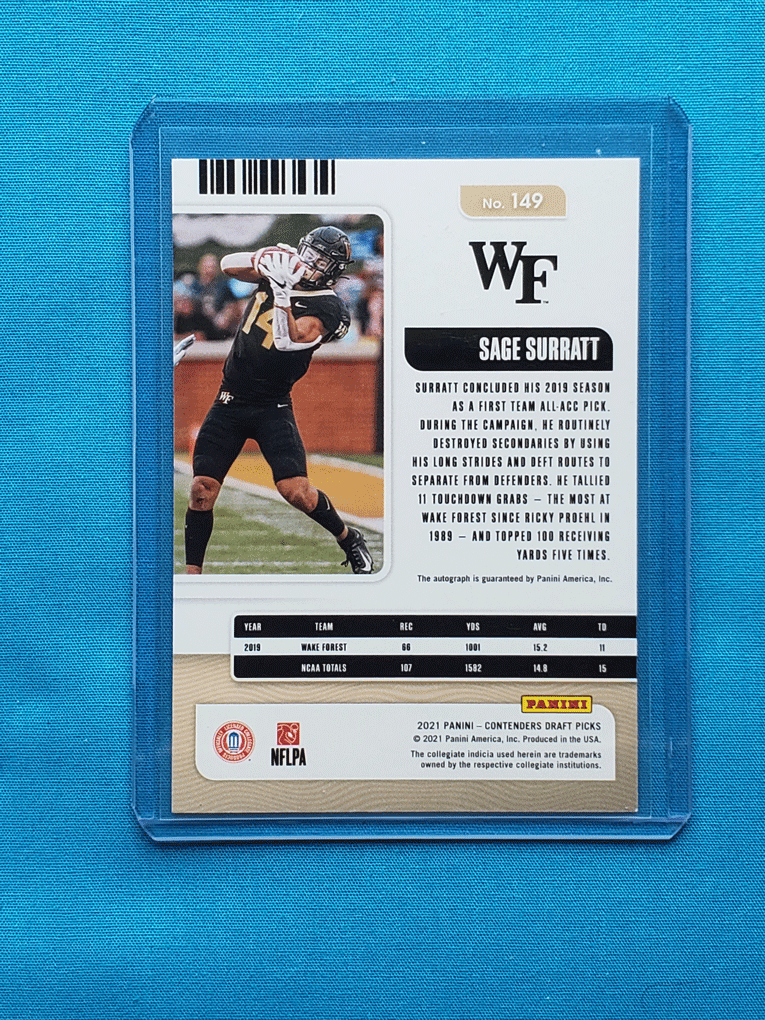 No. 149
WF
14
WF
SAGE SURRATT
SURRATT CONCLUDED HIS 2019 SEASON
AS A FIRST TEAM ALL-ACC PICK.
DURING THE CAMPAIGN, HE ROUTINELY
DESTROYED SECONDARIES BY USING
HIS LONG STRIDES AND DEFT ROUTES TO
SEPARATE FROM DEFENDERS. HE TALLIED
11 TOUCHDOWN GRABS – THE MOST AT
WAKE FOREST SINCE RICKY PROEHL IN
1989 – AND TOPPED 100 RECEIVING
YARDS FIVE TIMES.
The autograph is guaranteed by Panini America, Inc.
YEAR TEAM REC YDS AVG TD
2019 WAKE FOREST 66 1001 15.2 11
NCAA TOTALS 107 1582 14.8 15
PANINI
2021 PANINI – CONTENDERS DRAFT PICKS
© 2021 Panini America, Inc. Produced in the USA.
The collegiate indicia used herein are trademarks
owned by the respective collegiate institutions.
OFFICIALLY LICENSED COLLEGIATE PRODUCTS
NFLPA